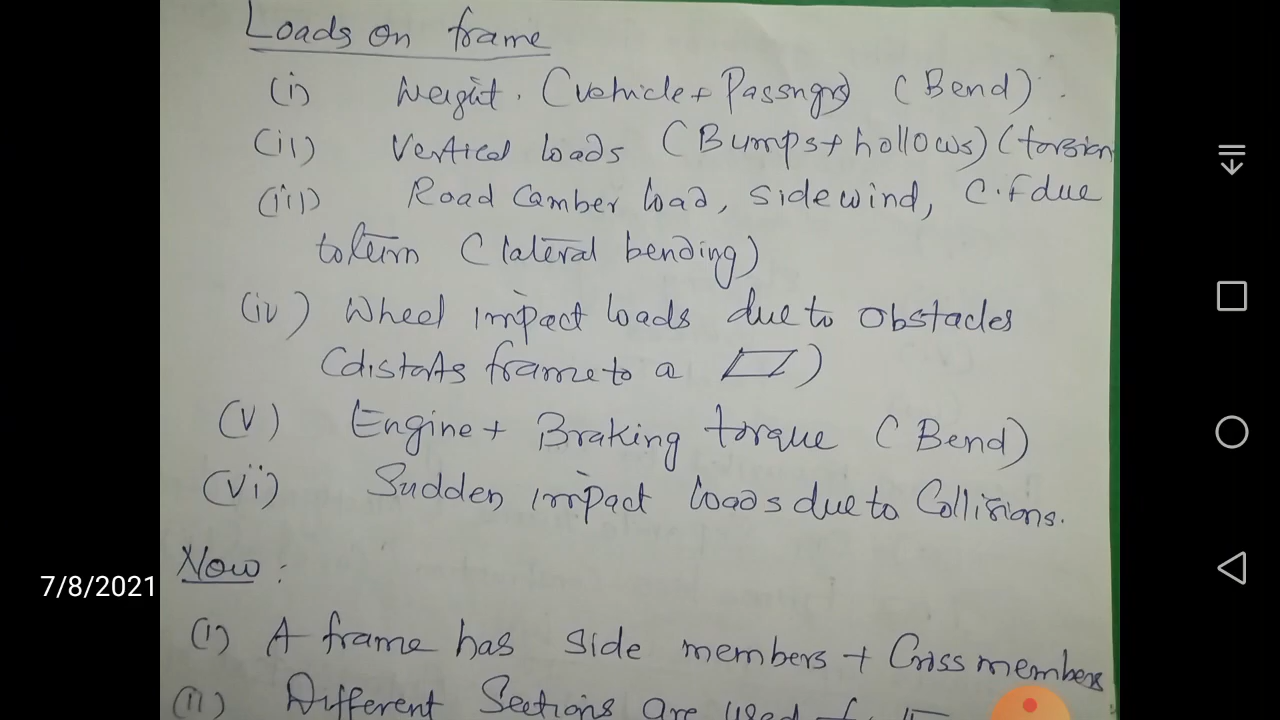 Loads on frame
(i) Weight. (vehicle + Passngrs) (Bend).
(ii) Vertical loads (Bumps + hollows) (torsion
(iii) Road Camber load, side wind, C.F due
to turn (lateral bending)
(iv) Wheel impact loads due to obstacles
(distorts frame to a )
(v) Engine + Braking torque (Bend)
(vi) Sudden impact loads due to Collisions.
Now :
7/8/2021
(i) A frame has side members + Cross members
(ii) Different Sections are used